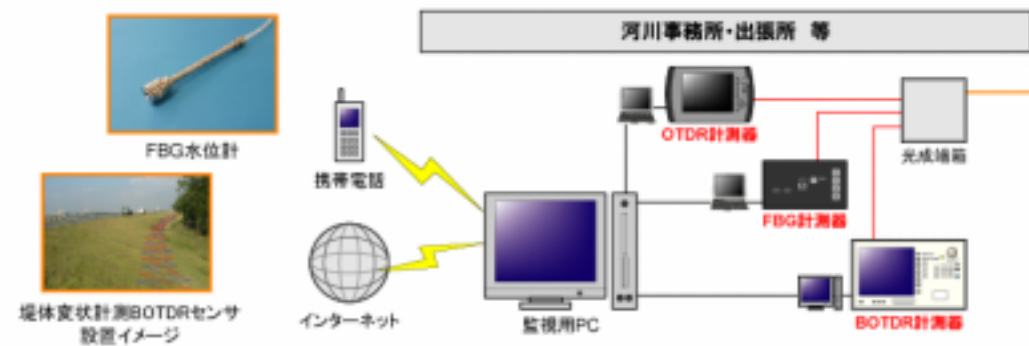 河川事務所・出張所 等
FBG水位計
携帯電話
OTDR計測器
光成端箱
FBG計測器
堤体変状計測BOTDRセンサ
設置イメージ
インターネット
監視用PC
BOTDR計測器